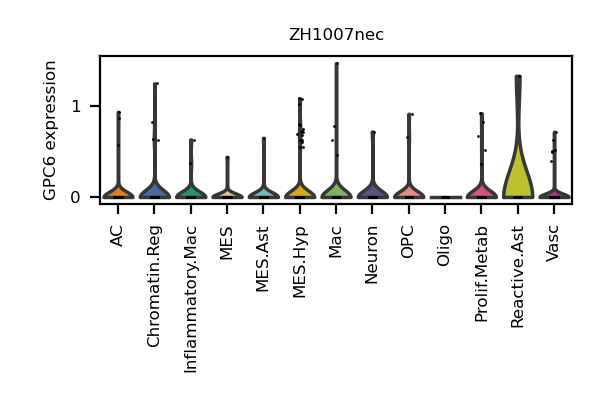 ZH1007nec
GPC6 expression
1
0
AC
Chromatin.Reg
Inflammatory.Mac
MES
MES.Ast
MES.Hyp
Mac
Neuron
OPC
Oligo
Prolif.Metab
Reactive.Ast
Vasc